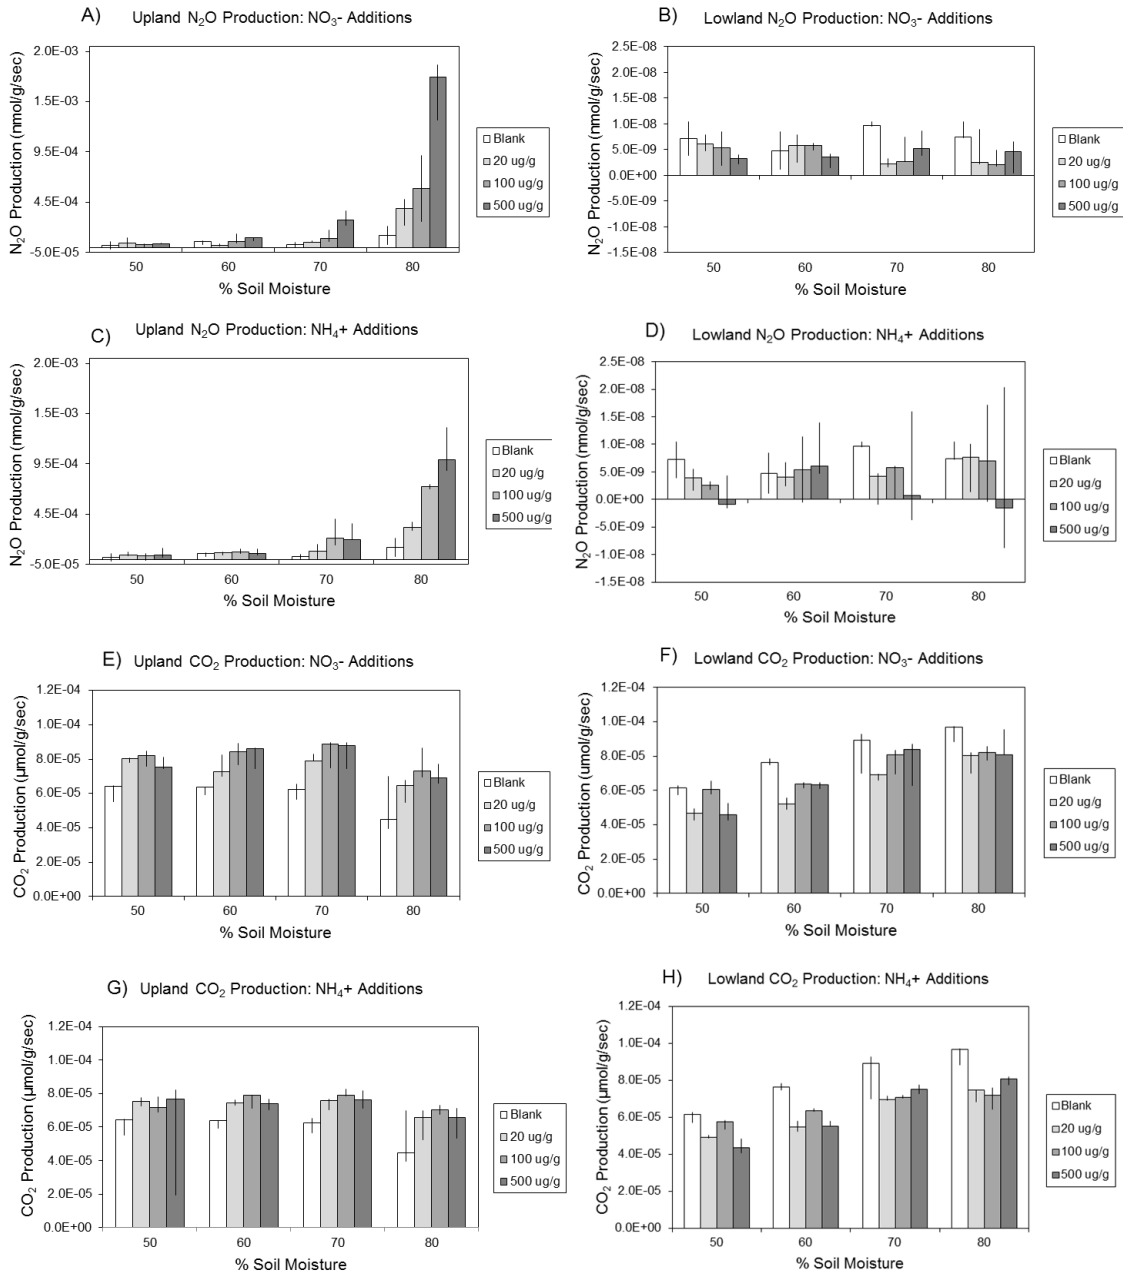 A) Upland N₂O Production: NO₃- Additions
N₂O Production (nmol/g/sec)
2.0E-03
1.5E-03
9.5E-04
4.5E-04
-5.0E-05
50 60 70 80
% Soil Moisture
Blank
20 ug/g
100 ug/g
500 ug/g
B) Lowland N₂O Production: NO₃- Additions
N₂O Production (nmol/g/sec)
2.5E-08
2.5E-08
1.5E-08
1.0E-08
5.0E-09
0.0E+00
-5.0E-09
-1.0E-08
-1.5E-08
50 60 70 80
% Soil Moisture
Blank
20 ug/g
100 ug/g
500 ug/g
C) Upland N₂O Production: NH₄+ Additions
N₂O Production (nmol/g/sec)
2.0E-03
1.5E-03
9.5E-04
4.5E-04
-5.0E-05
50 60 70 80
% Soil Moisture
Blank
20 ug/g
100 ug/g
500 ug/g
D) Lowland N₂O Production: NH₄+ Additions
N₂O Production (nmol/g/sec)
2.5E-08
2.0E-08
1.5E-08
1.0E-08
5.0E-09
0.0E+00
-5.0E-09
-1.0E-08
-1.5E-08
50 60 70 80
% Soil Moisture
Blank
20 ug/g
100 ug/g
500 ug/g
E) Upland CO₂ Production: NO₃- Additions
CO₂ Production (µmol/g/sec)
1.2E-04
1.0E-04
8.0E-05
6.0E-05
4.0E-05
2.0E-05
0.0E+00
50 60 70 80
% Soil Moisture
Blank
20 ug/g
100 ug/g
500 ug/g
F) Lowland CO₂ Production: NO₃- Additions
CO₂ Production (umol/g/sec)
1.2E-04
1.0E-04
8.0E-05
6.0E-05
4.0E-05
2.0E-05
0.0E+00
50 60 70 80
% Soil Moisture
Blank
20 ug/g
100 ug/g
500 ug/g
G) Upland CO₂ Production: NH₄+ Additions
CO₂ Production (µmol/g/sec)
1.2E-04
1.0E-04
8.0E-05
6.0E-05
4.0E-05
2.0E-05
0.0E+00
50 60 70 80
% Soil Moisture
Blank
20 ug/g
100 ug/g
500 ug/g
H) Lowland CO₂ Production: NH₄+ Additions
CO₂ Production (µmol/g/sec)
1.2E-04
1.0E-04
8.0E-05
6.0E-05
4.0E-05
2.0E-05
0.0E+00
50 60 70 80
% Soil Moisture
Blank
20 ug/g
100 ug/g
500 ug/g